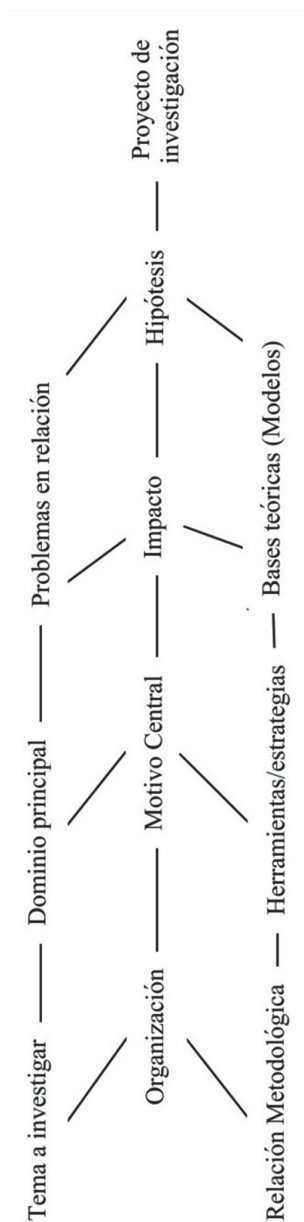 Tema a investigar — Dominio principal — Problemas en relación
Organización — Motivo Central — Impacto — Hipótesis — Proyecto de
investigación
Relación Metodológica — Herramientas/estrategias — Bases teóricas (Modelos)